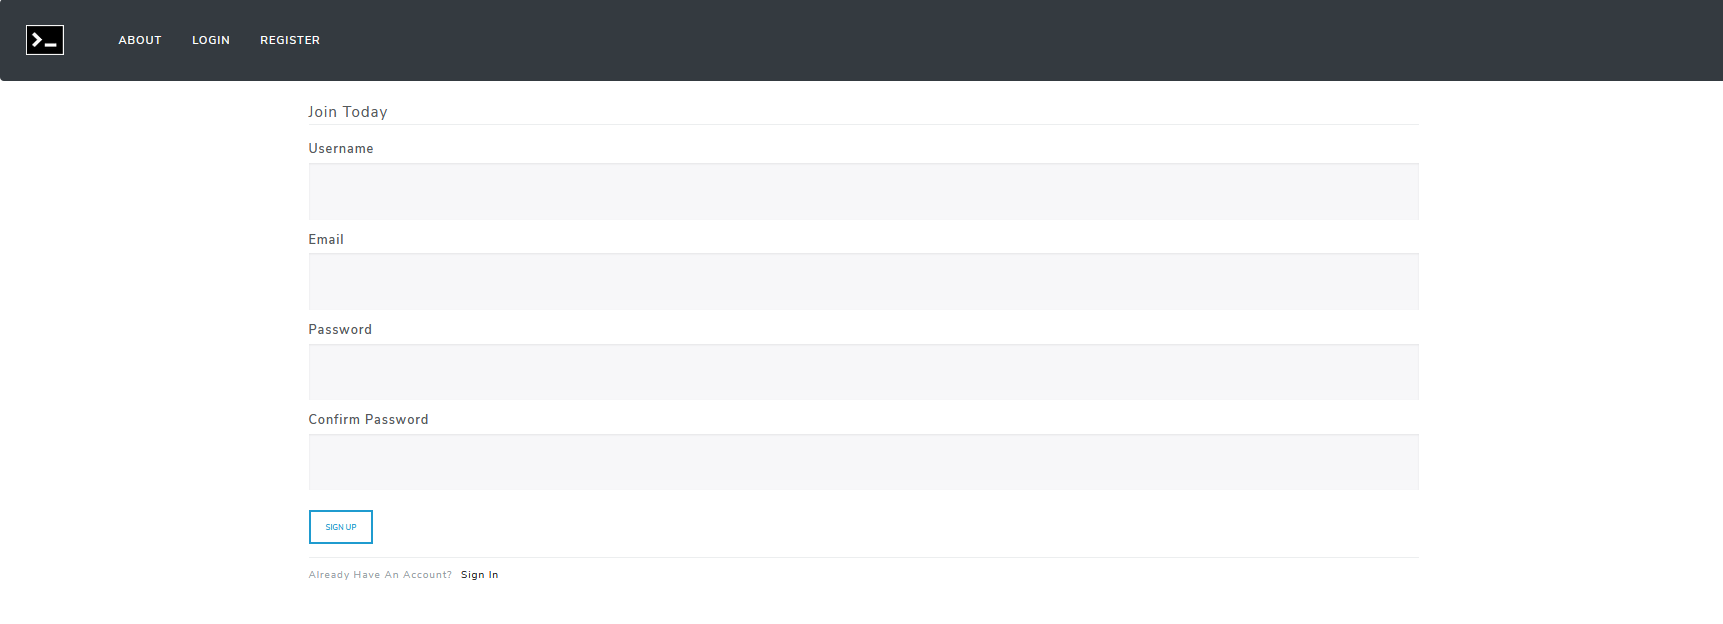 >_ ABOUT LOGIN REGISTER
Join Today
Username
Email
Password
Confirm Password
SIGN UP
Already Have An Account? Sign In